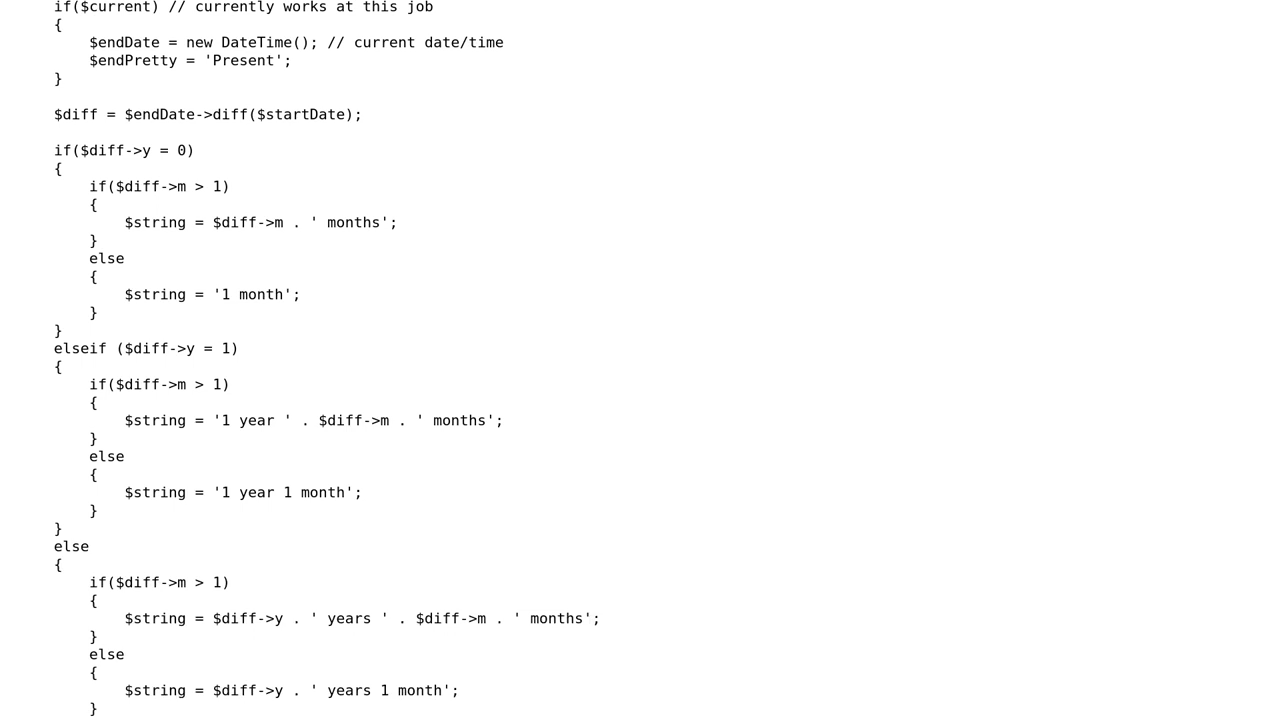 if($current) // currently works at this job
{
    $endDate = new DateTime(); // current date/time
    $endPretty = 'Present';
}

$diff = $endDate->diff($startDate);

if($diff->y = 0)
{
    if($diff->m > 1)
    {
        $string = $diff->m . ' months';
    }
    else
    {
        $string = '1 month';
    }
}
elseif ($diff->y = 1)
{
    if($diff->m > 1)
    {
        $string = '1 year ' . $diff->m . ' months';
    }
    else
    {
        $string = '1 year 1 month';
    }
}
else
{
    if($diff->m > 1)
    {
        $string = $diff->y . ' years ' . $diff->m . ' months';
    }
    else
    {
        $string = $diff->y . ' years 1 month';
    }